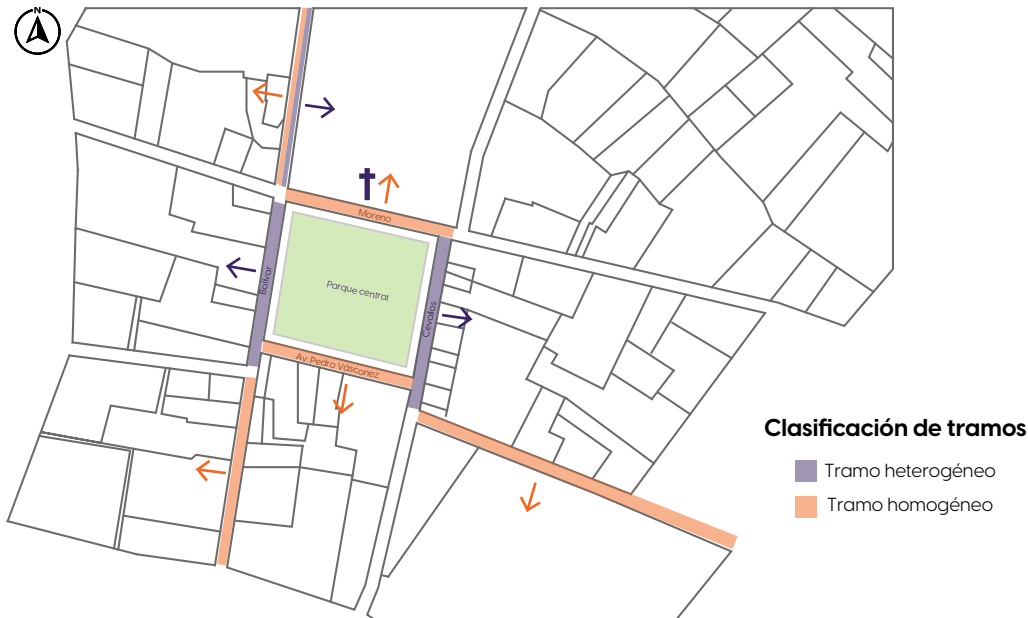 Moreno
Bolívar
Parque central
Cevallos
Av. Pedro Vásconez
Clasificación de tramos
Tramo heterogéneo
Tramo homogéneo